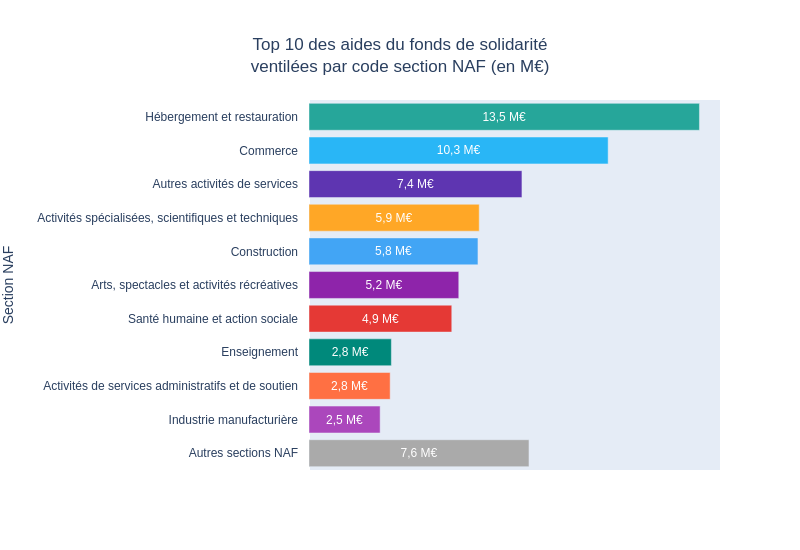 Top 10 des aides du fonds de solidarité
ventilées par code section NAF (en M€)
Section NAF
Hébergement et restauration 13,5 M€
Commerce 10,3 M€
Autres activités de services 7,4 M€
Activités spécialisées, scientifiques et techniques 5,9 M€
Construction 5,8 M€
Arts, spectacles et activités récréatives 5,2 M€
Santé humaine et action sociale 4,9 M€
Enseignement 2,8 M€
Activités de services administratifs et de soutien 2,8 M€
Industrie manufacturière 2,5 M€
Autres sections NAF 7,6 M€